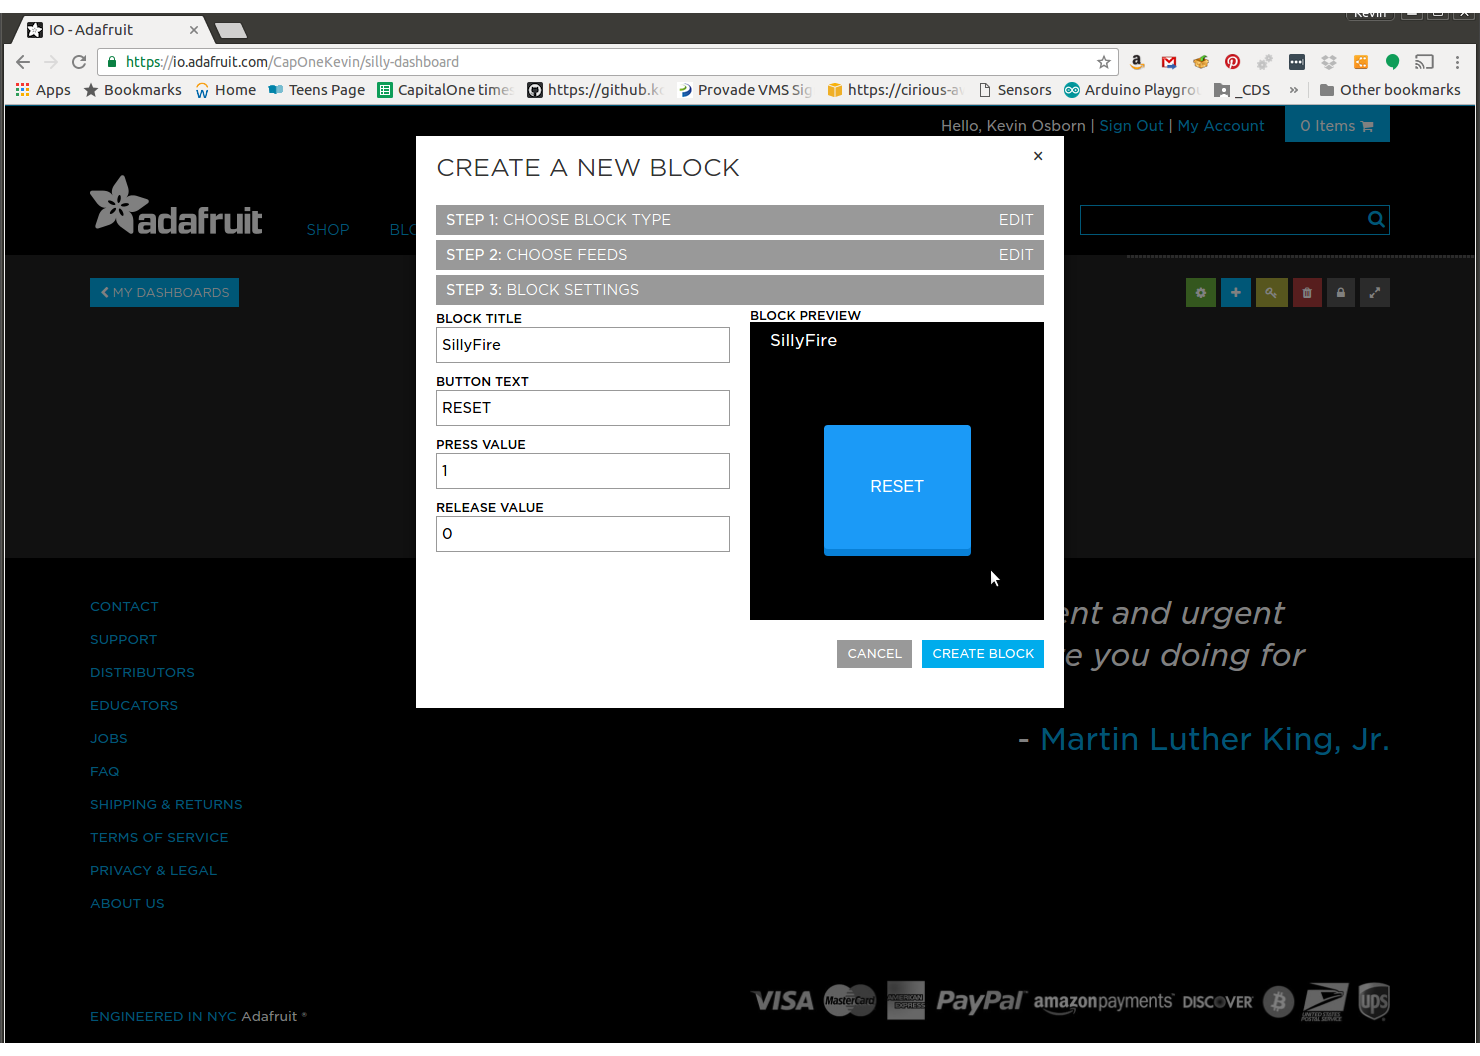 Kevin
IO - Adafruit
https://io.adafruit.com/CapOneKevin/silly-dashboard
Apps Bookmarks Home Teens Page CapitalOne time https://github. Provade VMS Sig https://cirious-a Sensors Arduino Playgro _CDS » Other bookmarks
Hello, Kevin Osborn | Sign Out | My Account 0 Items
adafruit SHOP BLO
MY DASHBOARDS
CREATE A NEW BLOCK
×
STEP 1: CHOOSE BLOCK TYPE EDIT
STEP 2: CHOOSE FEEDS EDIT
STEP 3: BLOCK SETTINGS
BLOCK TITLE
SillyFire
BUTTON TEXT
RESET
PRESS VALUE
1
RELEASE VALUE
0
BLOCK PREVIEW
SillyFire
RESET
CANCEL CREATE BLOCK
CONTACT
SUPPORT
DISTRIBUTORS
EDUCATORS
JOBS
FAQ
SHIPPING & RETURNS
TERMS OF SERVICE
PRIVACY & LEGAL
ABOUT US
ent and urgent
e you doing for
- Martin Luther King, Jr.
ENGINEERED IN NYC Adafruit ®
VISA MasterCard AMERICAN EXPRESS PayPal amazonpayments DISCOVER UNITED STATES POSTAL SERVICE ups